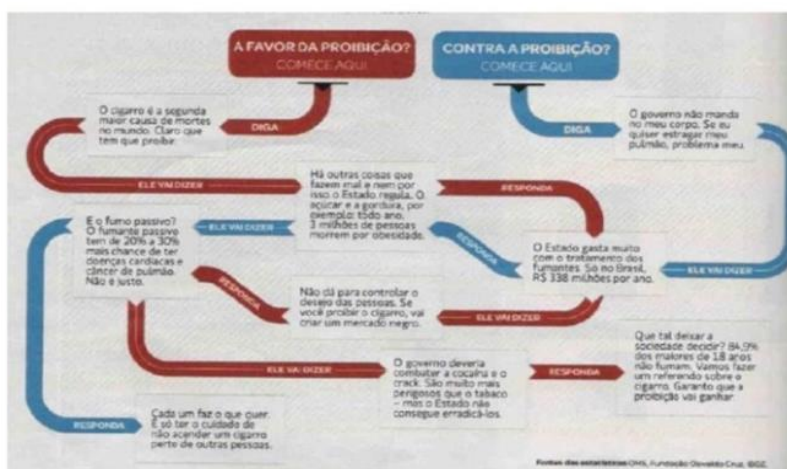 A FAVOR DA PROIBIÇÃO?
COMECE AQUI
CONTRA A PROIBIÇÃO?
COMECE AQUI
O cigarro é a segunda
maior causa de mortes
no mundo. Claro que
tem que proibir.
DIGA
DIGA
O governo não manda
no meu corpo. Se eu
quiser estragar meu
pulmão, problema meu.
ELE VAI DIZER
Há outras coisas que
fazem mal e nem por
isso o Estado regula. O
açúcar e a gordura, por
exemplo: todo ano,
3 milhões de pessoas
morrem por obesidade.
RESPONDA
E o fumo passivo?
O fumante passivo
tem de 20% a 30%
mais chance de ter
doenças cardíacas e
câncer de pulmão.
Não é justo.
ELE VAI DIZER
RESPONDA
O Estado gasta muito
com o tratamento dos
fumantes. Só no Brasil,
R$ 338 milhões por ano.
ELE VAI DIZER
RESPONDA
Não dá para controlar o
desejo das pessoas. Se
você proibir o cigarro, vai
criar um mercado negro.
ELE VAI DIZER
ELE VAI DIZER
O governo deveria
combater a cocaína e o
crack. São muito mais
perigosos que o tabaco
– mas o Estado não
consegue erradicá-los.
RESPONDA
Que tal deixar a
sociedade decidir? 84,9%
dos maiores de 18 anos
não fumam. Vamos fazer
um referendo sobre o
cigarro. Garanto que a
proibição vai ganhar.
RESPONDA
Cada um faz o que quer.
É só ter o cuidado de
não acender um cigarro
perto de outras pessoas.
Fontes das estatísticas OMS, Fundação Oswaldo Cruz, IBGE.